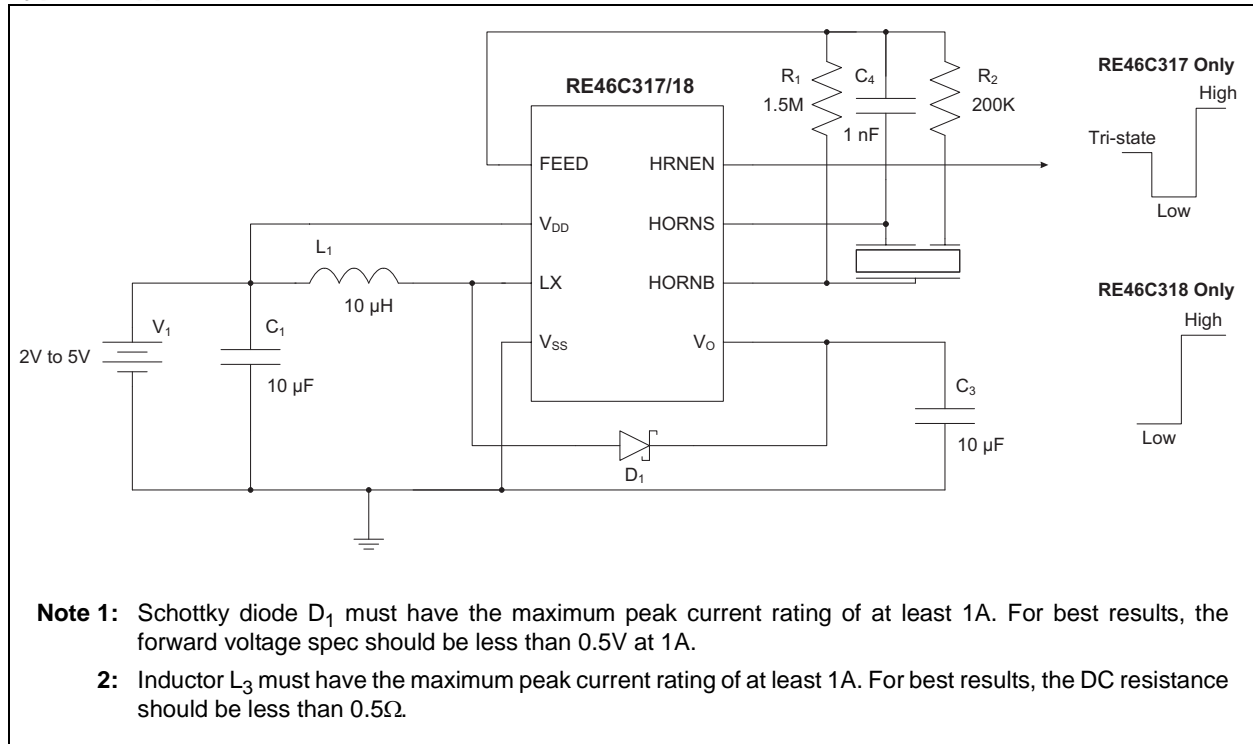 RE46C317/18
R1
1.5M
C4
1 nF
R2
200K
RE46C317 Only
High
Tri-state
Low
FEED
HRNEN
VDD
HORNS
L1
10 µH
LX
HORNB
VSS
VO
V1
2V to 5V
C1
10 µF
D1
C3
10 µF
RE46C318 Only
High
Low
Note 1: Schottky diode D1 must have the maximum peak current rating of at least 1A. For best results, the
forward voltage spec should be less than 0.5V at 1A.
2: Inductor L3 must have the maximum peak current rating of at least 1A. For best results, the DC resistance
should be less than 0.5Ω.